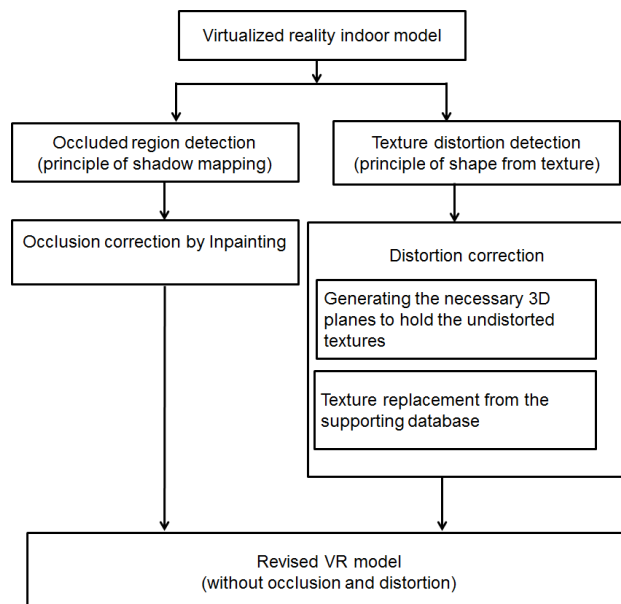 Virtualized reality indoor model
Occluded region detection
(principle of shadow mapping)
Texture distortion detection
(principle of shape from texture)
Occlusion correction by Inpainting
Distortion correction
Generating the necessary 3D
planes to hold the undistorted
textures
Texture replacement from the
supporting database
Revised VR model
(without occlusion and distortion)